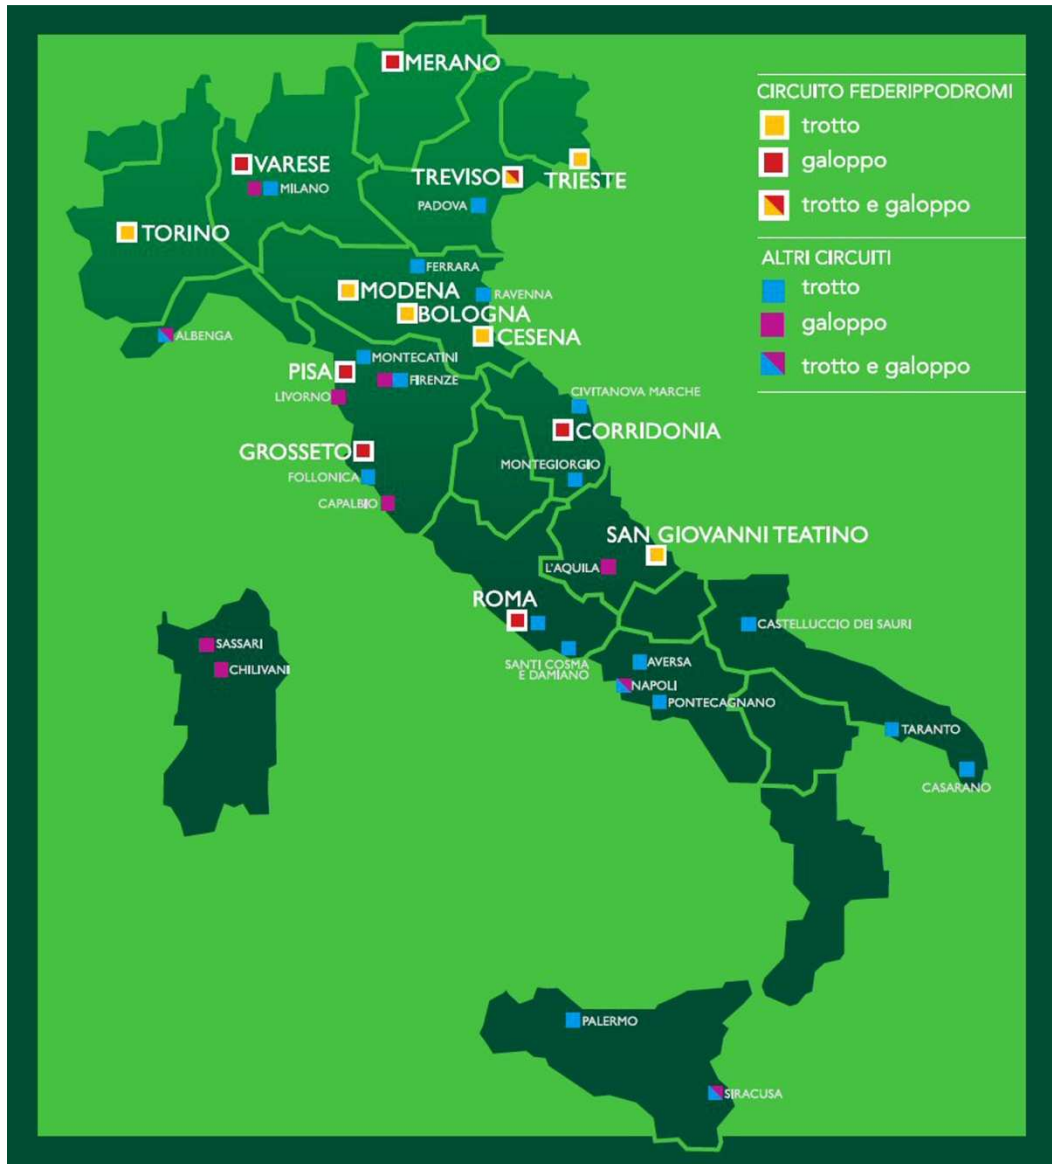 MERANO
CIRCUITO FEDERIPPODROMI
trotto
galoppo
trotto e galoppo
ALTRI CIRCUITI
trotto
galoppo
trotto e galoppo
VARESE
MILANO
TREVISO
TRIESTE
PADOVA
TORINO
FERRARA
MODENA
RAVENNA
BOLOGNA
CESENA
ALBENGA
MONTECATINI
PISA
FIRENZE
LIVORNO
CIVITANOVA MARCHE
CORRIDONIA
GROSSETO
MONTEGIORGIO
FOLLONICA
CAPALBIO
SAN GIOVANNI TEATINO
L'AQUILA
ROMA
CASTELLUCCIO DEI SAURI
SASSARI
CHILIVANI
SANTI COSMA
E DAMIANO
AVERSA
NAPOLI
PONTECAGNANO
TARANTO
CASARANO
PALERMO
SIRACUSA